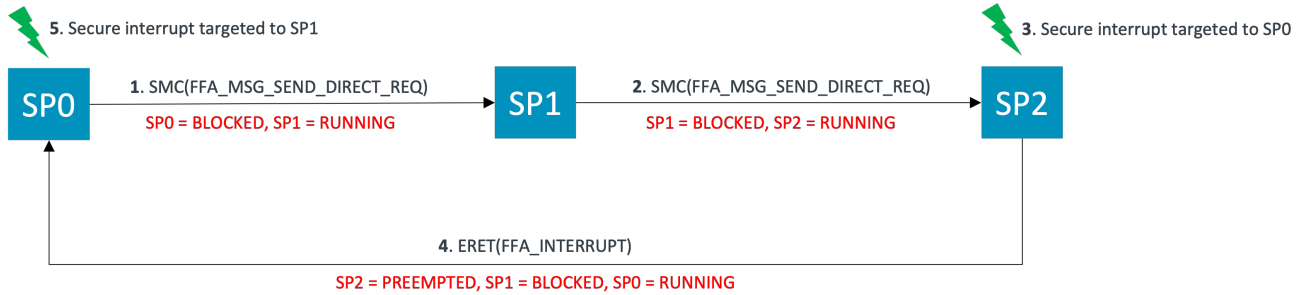 5. Secure interrupt targeted to SP1
3. Secure interrupt targeted to SP0
SP0
1. SMC(FFA_MSG_SEND_DIRECT_REQ)
SP0 = BLOCKED, SP1 = RUNNING
SP1
2. SMC(FFA_MSG_SEND_DIRECT_REQ)
SP1 = BLOCKED, SP2 = RUNNING
SP2
4. ERET(FFA_INTERRUPT)
SP2 = PREEMPTED, SP1 = BLOCKED, SP0 = RUNNING